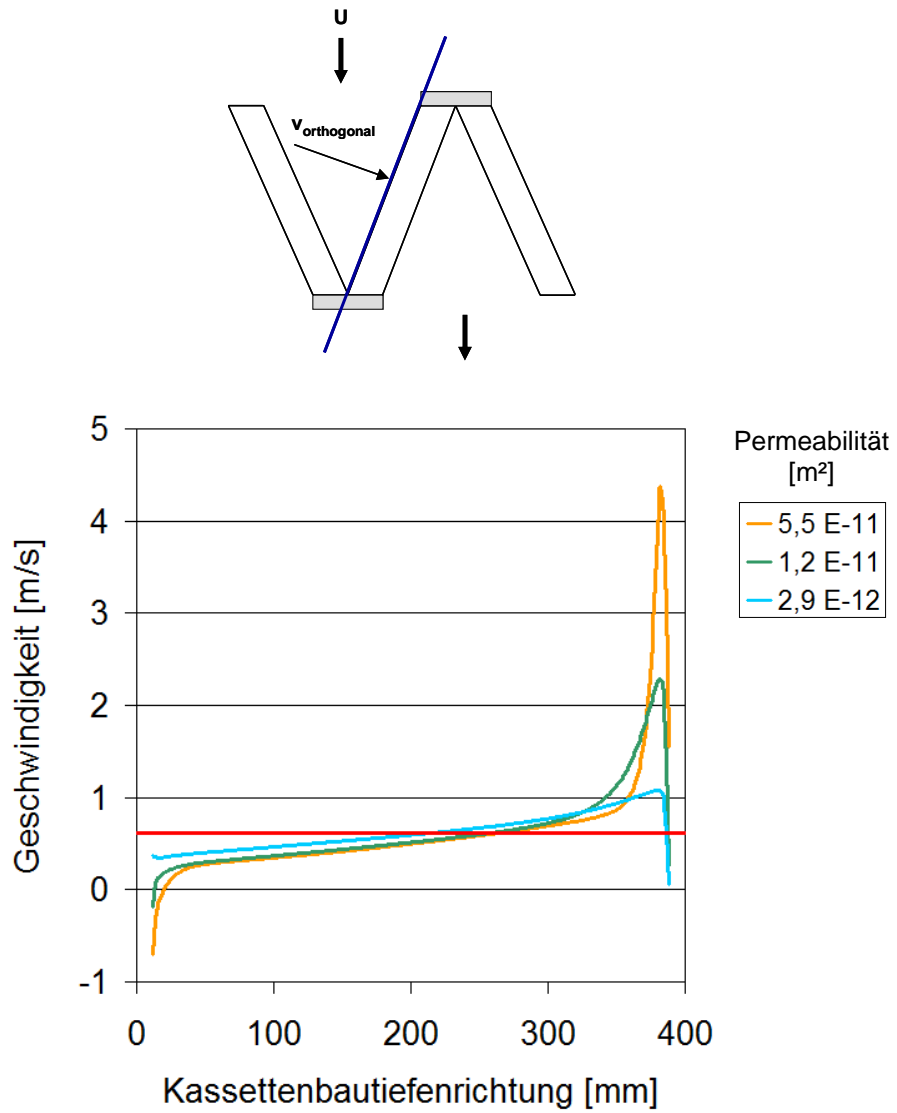 U
v orthogonal
5
4
3
2
1
0
-1
Geschwindigkeit [m/s]
0 100 200 300 400
Kassettenbautiefenrichtung [mm]
Permeabilität
[m²]
5,5 E-11
1,2 E-11
2,9 E-12